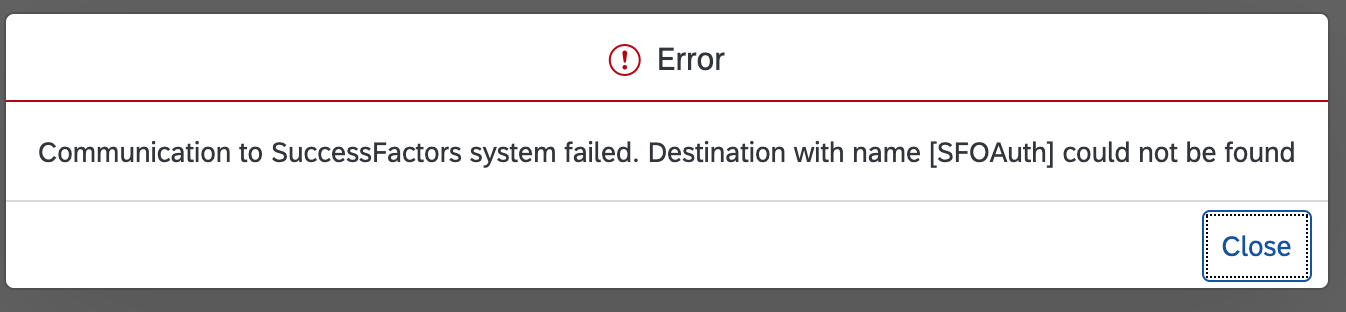 Error
Communication to SuccessFactors system failed. Destination with name [SFOAuth] could not be found
Close